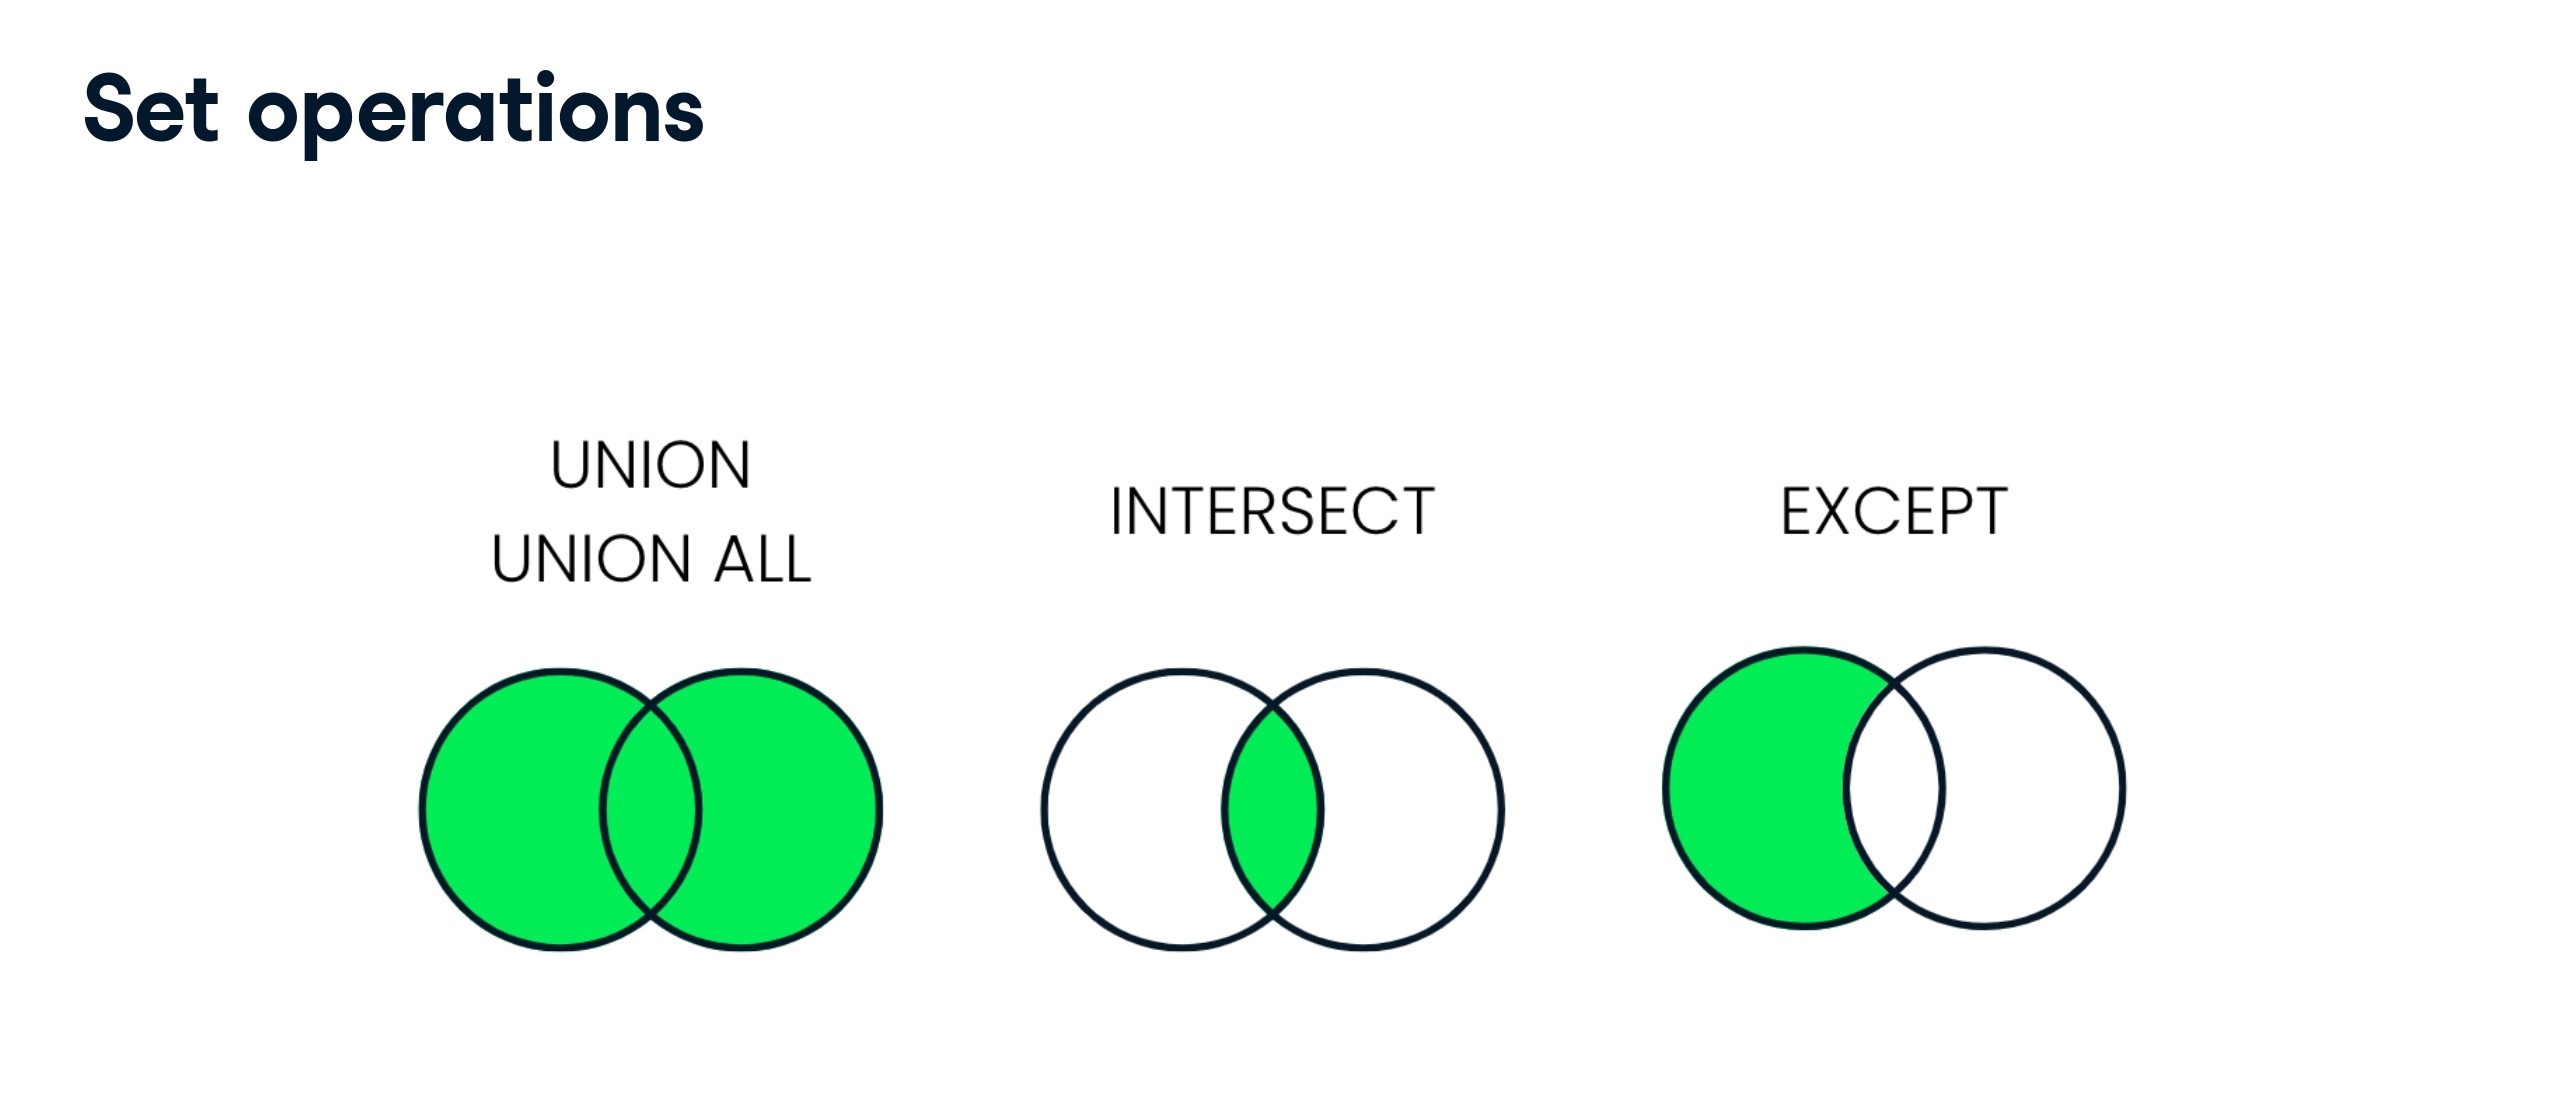 Set operations
UNION
UNION ALL
INTERSECT
EXCEPT